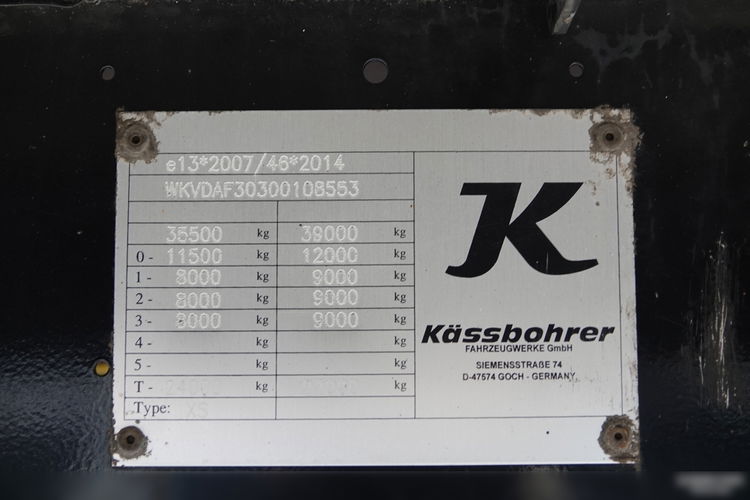 e13*2007/46*2014
WKVDAF30300108553
35500 kg 39000 kg
0- 11500 kg 12000 kg
1- 8000 kg 9000 kg
2- 8000 kg 9000 kg
3- 8000 kg 9000 kg
4- kg kg
5- kg kg
T- kg kg
Type: XS
K
Kässbohrer
FAHRZEUGWERKE GmbH
SIEMENSSTRAßE 74
D-47574 GOCH - GERMANY